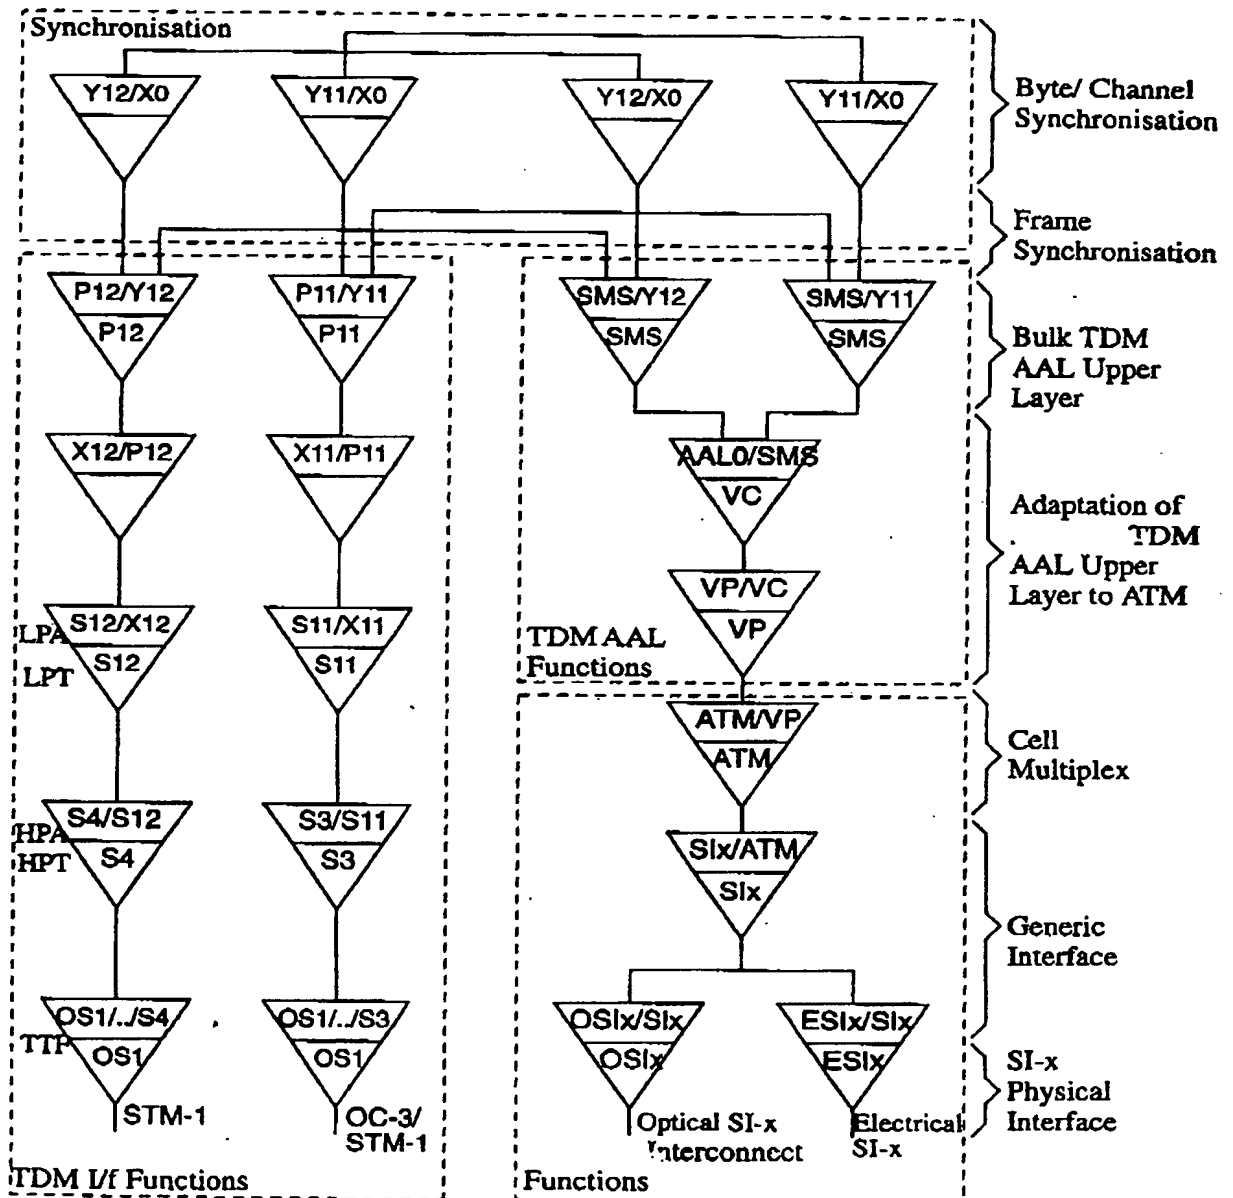 Synchronisation
Y12/X0
Y11/X0
Y12/X0
Y11/X0
Byte/ Channel
Synchronisation
Frame
Synchronisation
P12/Y12
P12
P11/Y11
P11
SMS/Y12
SMS
SMS/Y11
SMS
Bulk TDM
AAL Upper
Layer
X12/P12
X11/P11
AAL0/SMS
VC
Adaptation of
TDM
AAL Upper
Layer to ATM
VP/VC
VP
LPA
LPT
S12/X12
S12
S11/X11
S11
TDM AAL
Functions
ATM/VP
ATM
Cell
Multiplex
HPA
HPT
S4/S12
S4
S3/S11
S3
SIx/ATM
SIx
Generic
Interface
TTP
OS1/../S4
OS1
OS1/../S3
OS1
OSIx/SIx
OSIx
ESIx/SIx
ESIx
SI-x
Physical
Interface
STM-1
OC-3/
STM-1
Optical SI-x
Interconnect
Electrical
SI-x
TDM I/f Functions
Functions